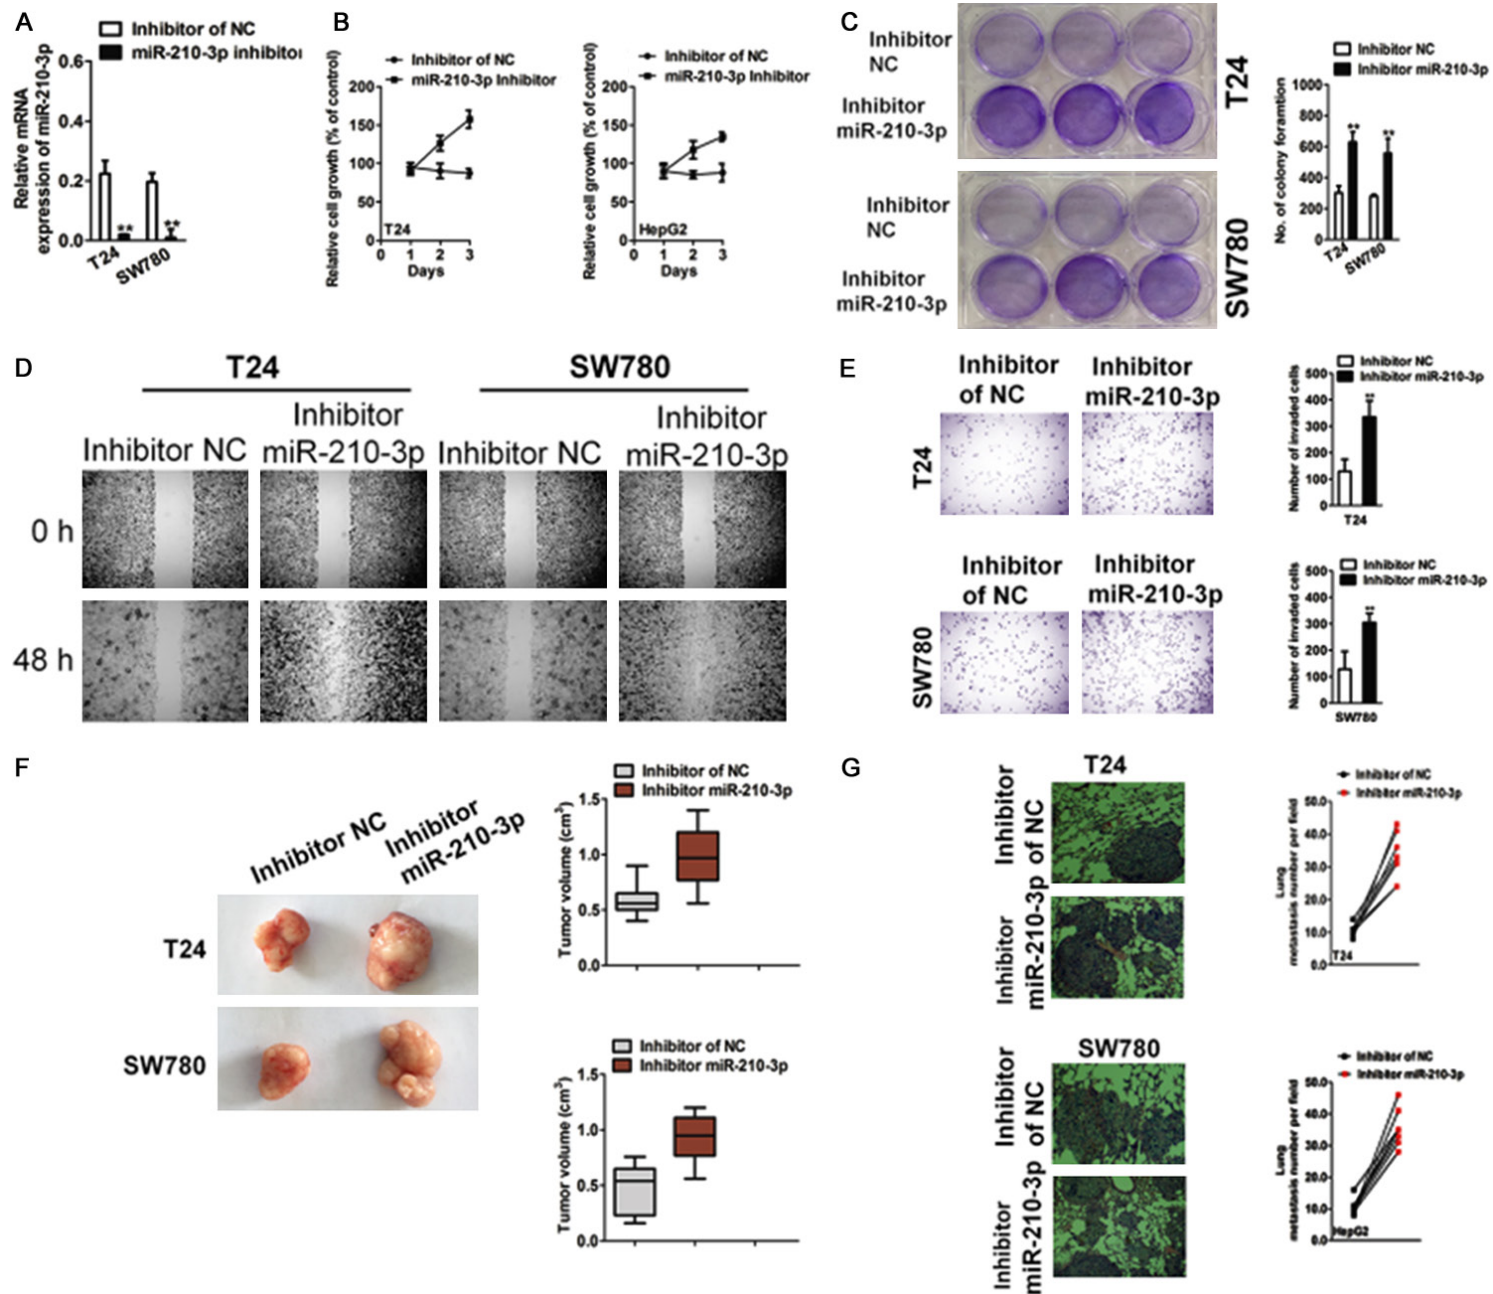 A
Inhibitor of NC
miR-210-3p inhibitor
Relative mRNA
expression of miR-210-3p
0.6
0.4
0.2
0.0
**
**
T24
SW780
B
Relative cell growth (% of control)
Inhibitor of NC
miR-210-3p Inhibitor
200
150
100
50
0
T24
0 1 2 3
Days
Relative cell growth (% of control)
Inhibitor of NC
miR-210-3p Inhibitor
200
150
100
50
0
HepG2
0 1 2 3
Days
C
Inhibitor
NC
Inhibitor
miR-210-3p
T24
Inhibitor
NC
Inhibitor
miR-210-3p
SW780
Inhibitor NC
Inhibitor miR-210-3p
No. of colony foramtion
1000
800
600
400
200
0
**
**
T24
SW780
D
T24
SW780
Inhibitor NC
Inhibitor
miR-210-3p
Inhibitor NC
Inhibitor
miR-210-3p
0 h
48 h
E
Inhibitor
of NC
Inhibitor
miR-210-3p
T24
Inhibitor NC
Inhibitor miR-210-3p
Number of invaded cells
500
400
300
200
100
0
**
T24
Inhibitor
of NC
Inhibitor
miR-210-3p
SW780
Inhibitor NC
Inhibitor miR-210-3p
Number of invaded cells
500
400
300
200
100
0
**
SW780
F
Inhibitor NC
Inhibitor
miR-210-3p
T24
SW780
Inhibitor of NC
Inhibitor miR-210-3p
Tumor volume (cm³)
1.5
1.0
0.5
0.0
Inhibitor of NC
Inhibitor miR-210-3p
Tumor volume (cm³)
1.5
1.0
0.5
0.0
G
T24
Inhibitor
of NC
Inhibitor
miR-210-3p
Inhibitor of NC
Inhibitor miR-210-3p
Lung
metastasis number per field
50.0
40.0
30.0
20.0
10.0
0.0
T24
SW780
Inhibitor
of NC
Inhibitor
miR-210-3p
Inhibitor of NC
Inhibitor miR-210-3p
Lung
metastasis number per field
50.0
40.0
30.0
20.0
10.0
0.0
HepG2